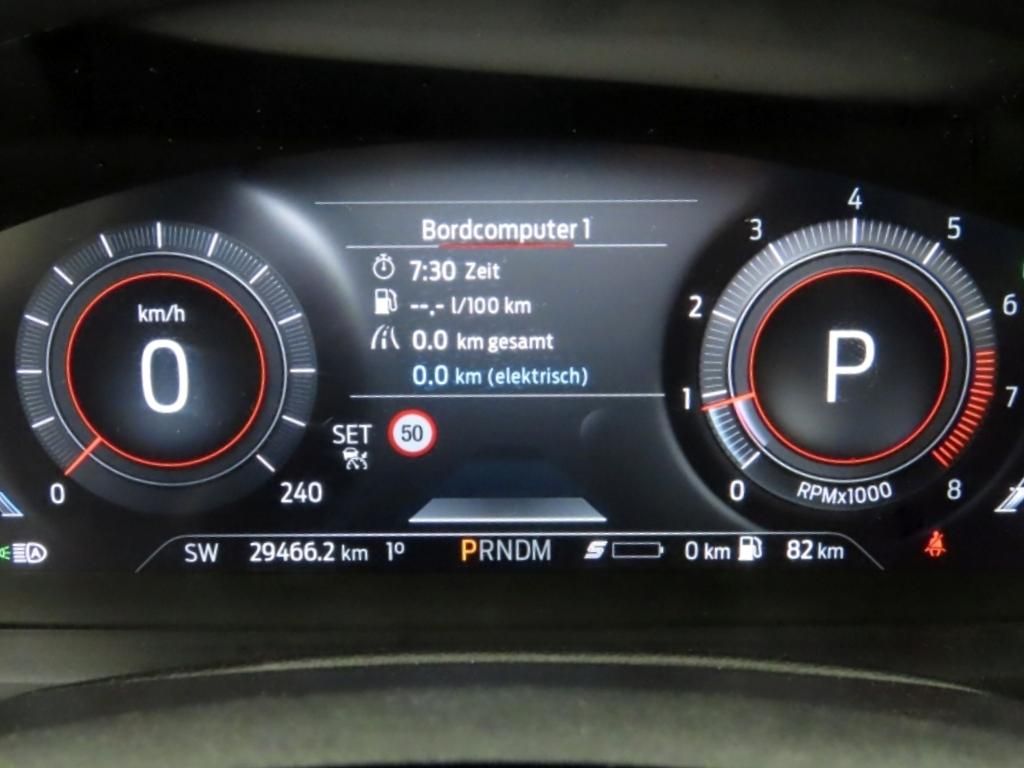 Bordcomputer 1
7:30 Zeit
--.- l/100 km
0.0 km gesamt
0.0 km (elektrisch)
km/h
0
0
240
SET
50
0
1
2
3
4
5
6
7
8
P
RPMx1000
A
SW 29466.2 km 1° PRNDM S 0 km 82 km